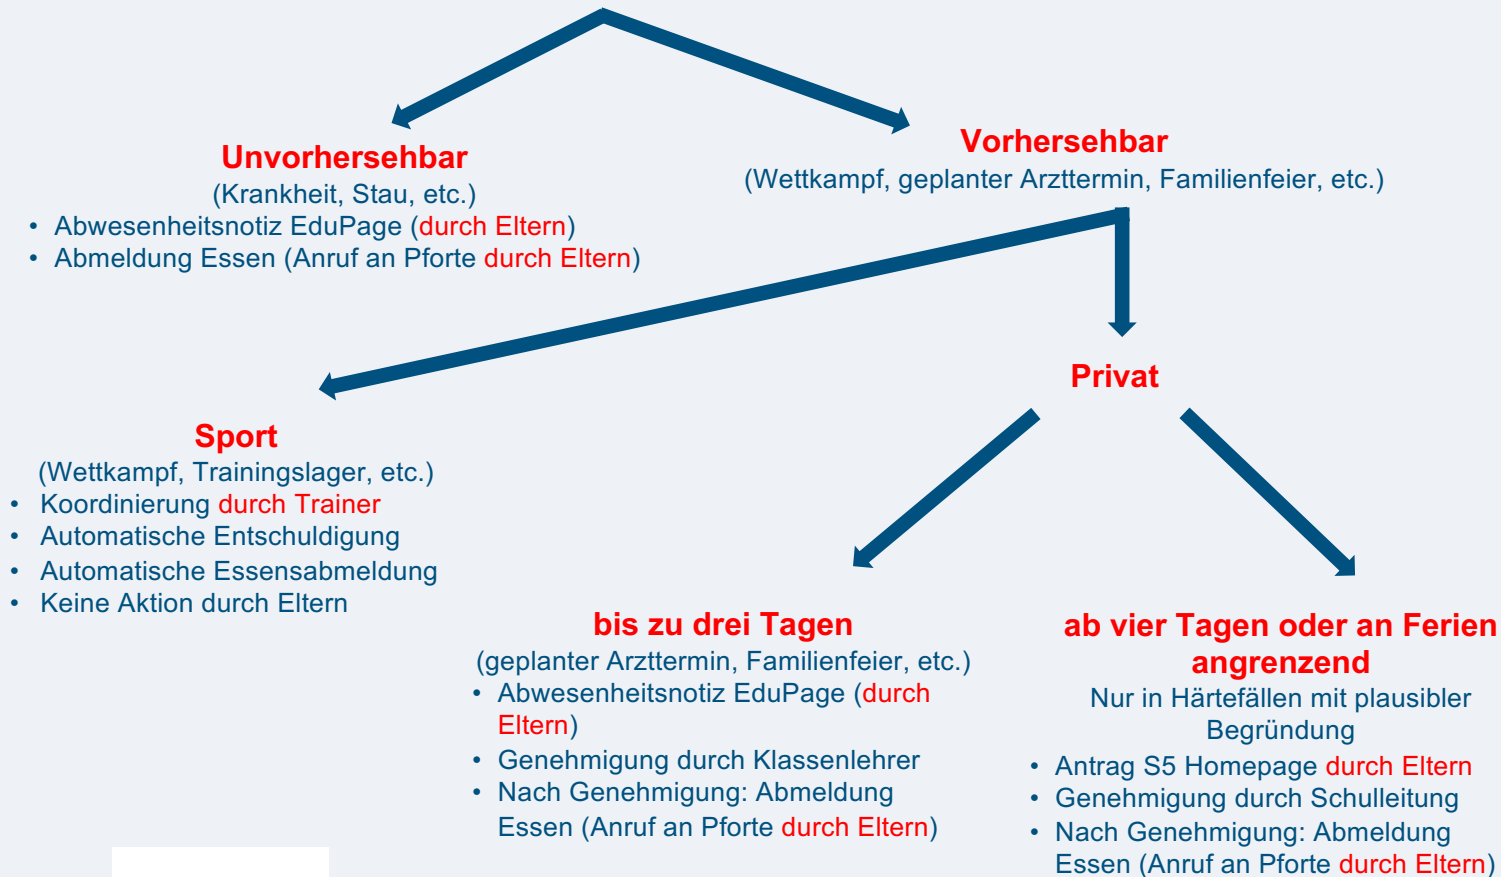 Unvorhersehbar
(Krankheit, Stau, etc.)
• Abwesenheitsnotiz EduPage (durch Eltern)
• Abmeldung Essen (Anruf an Pforte durch Eltern)
Vorhersehbar
(Wettkampf, geplanter Arzttermin, Familienfeier, etc.)
Sport
(Wettkampf, Trainingslager, etc.)
• Koordinierung durch Trainer
• Automatische Entschuldigung
• Automatische Essensabmeldung
• Keine Aktion durch Eltern
Privat
bis zu drei Tagen
(geplanter Arzttermin, Familienfeier, etc.)
• Abwesenheitsnotiz EduPage (durch
Eltern)
• Genehmigung durch Klassenlehrer
• Nach Genehmigung: Abmeldung
Essen (Anruf an Pforte durch Eltern)
ab vier Tagen oder an Ferien
angrenzend
Nur in Härtefällen mit plausibler
Begründung
• Antrag S5 Homepage durch Eltern
• Genehmigung durch Schulleitung
• Nach Genehmigung: Abmeldung
Essen (Anruf an Pforte durch Eltern)